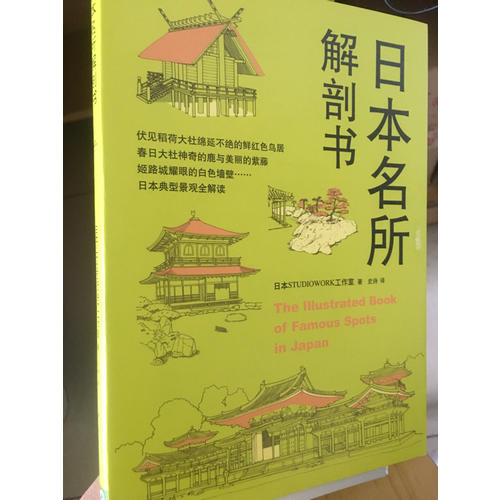 日本名所
解剖书
伏见稻荷大社绵延不绝的鲜红色鸟居
春日大社神奇的鹿与美丽的紫藤
姬路城耀眼的白色墙壁……
日本典型景观全解读
日本STUDIOWORK工作室 著 史诗 译
The Illustrated Book
of Famous Spots
in Japan